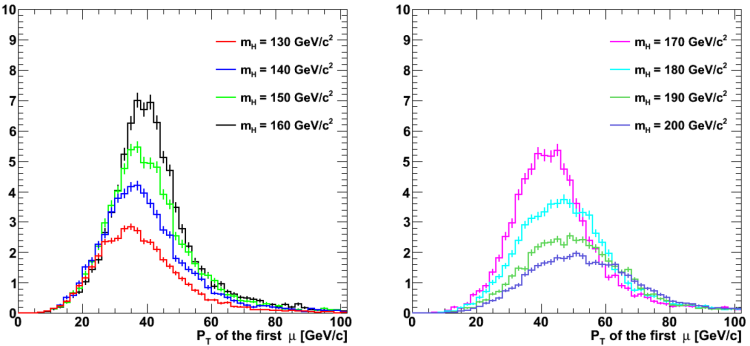 10
9
8
7
6
5
4
3
2
1
0
0 20 40 60 80 100
m_H = 130 GeV/c²
m_H = 140 GeV/c²
m_H = 150 GeV/c²
m_H = 160 GeV/c²
P_T of the first μ [GeV/c]
10
9
8
7
6
5
4
3
2
1
0
0 20 40 60 80 100
m_H = 170 GeV/c²
m_H = 180 GeV/c²
m_H = 190 GeV/c²
m_H = 200 GeV/c²
P_T of the first μ [GeV/c]